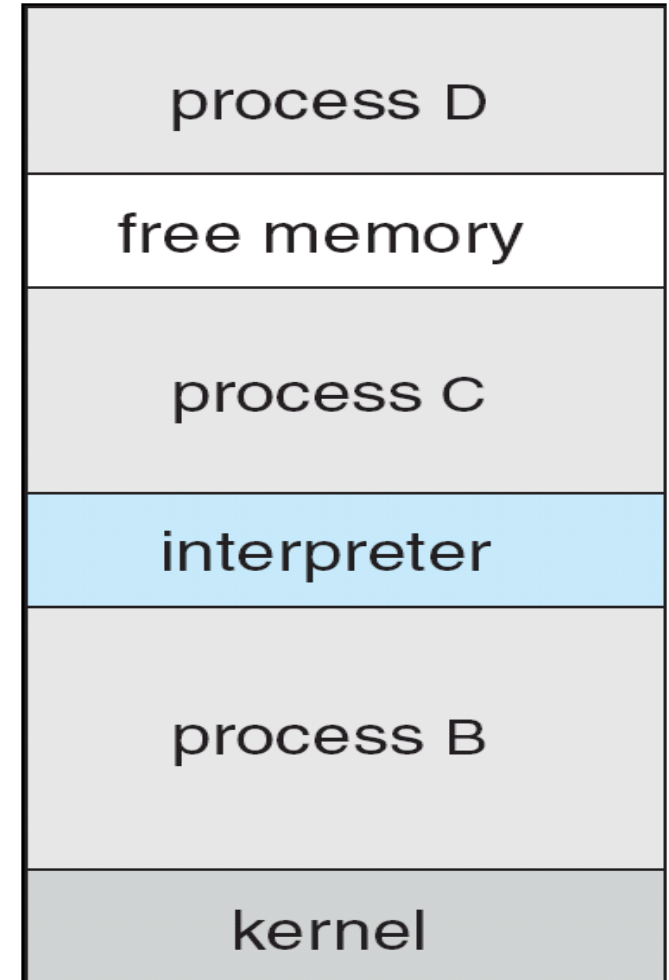 process D
free memory
process C
interpreter
process B
kernel